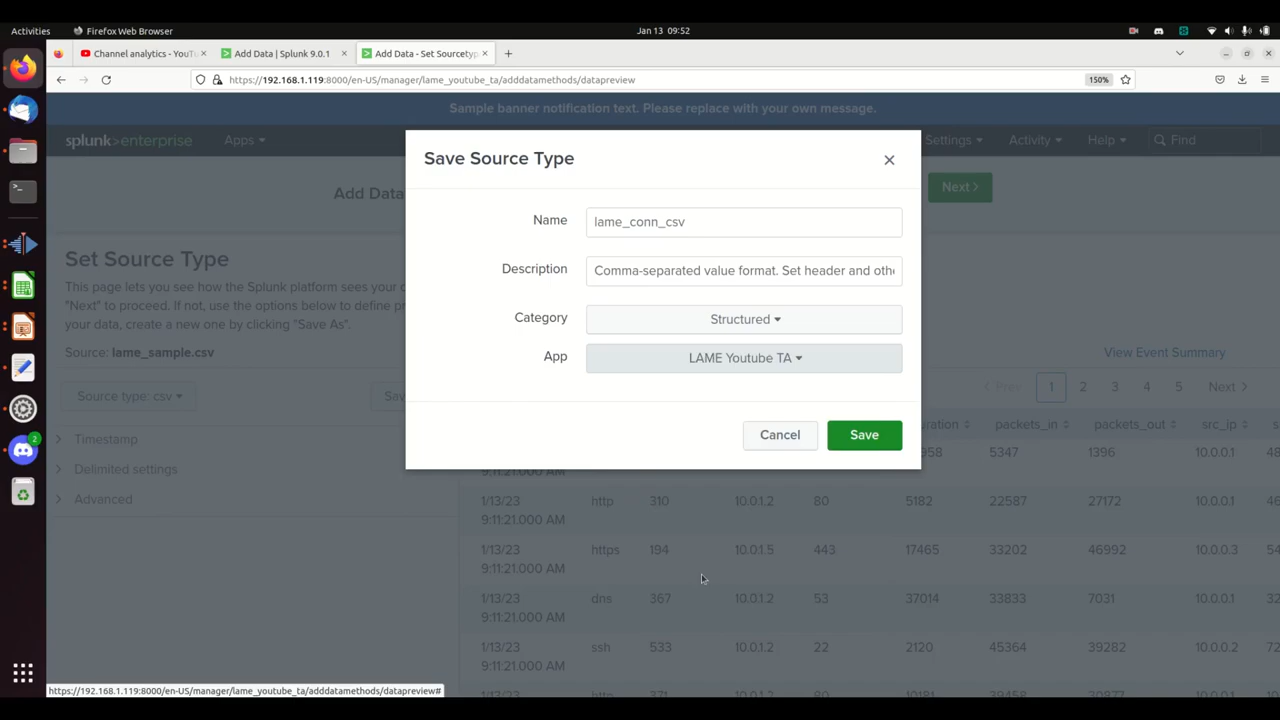 Activities
Firefox Web Browser
Jan 13 09:52
Channel analytics - YouTu
Add Data | Splunk 9.0.1
Add Data - Set Sourcetyp
https://192.168.1.119:8000/en-US/manager/lame_youtube_ta/adddatamethods/datapreview
150%
Sample banner notification text. Please replace with your own message.
splunk>enterprise
Apps
Settings
Activity
Help
Find
Add Data
Next
Save Source Type
Name
lame_conn_csv
Description
Comma-separated value format. Set header and othe
Category
Structured
App
LAME Youtube TA
Cancel
Save
Set Source Type
This page lets you see how the Splunk platform sees your d
"Next" to proceed. If not, use the options below to define pr
your data, create a new one by clicking "Save As".
Source: lame_sample.csv
Source type: csv
Sav
Timestamp
Delimited settings
Advanced
View Event Summary
Prev 1 2 3 4 5 Next
uration packets_in packets_out src_ip s
9:11:21.000 AM 958 5347 1396 10.0.0.1 48
1/13/23 http 310 10.0.1.2 80 5182 22587 27172 10.0.0.1 46
9:11:21.000 AM
1/13/23 https 194 10.0.1.5 443 17465 33202 46992 10.0.0.3 54
9:11:21.000 AM
1/13/23 dns 367 10.0.1.2 53 37014 33833 7031 10.0.0.1 32
9:11:21.000 AM
1/13/23 ssh 533 10.0.1.2 22 2120 45364 39282 10.0.0.2 72
9:11:21.000 AM
2
https://192.168.1.119:8000/en-US/manager/lame_youtube_ta/adddatamethods/datapreview#